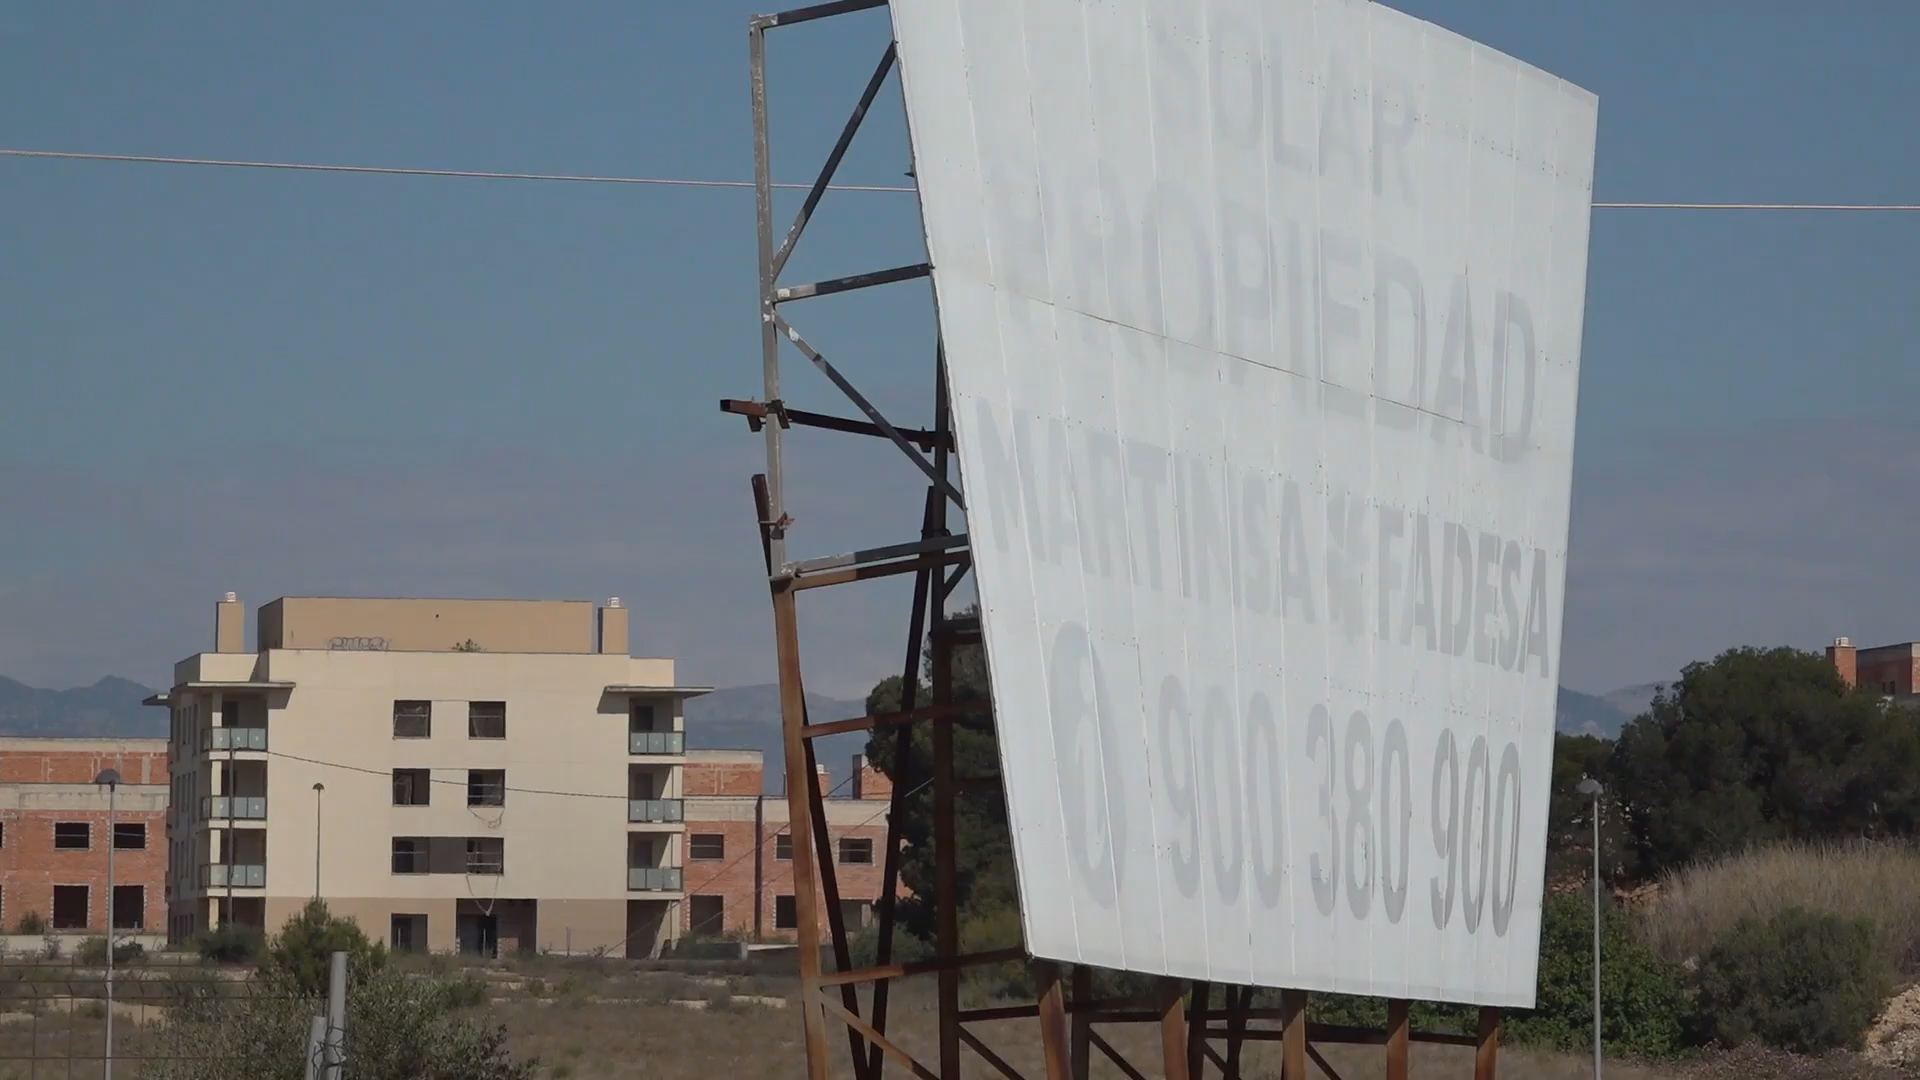 SOLAR
PROPIEDAD
MARTINSA FADESA
900 380 900